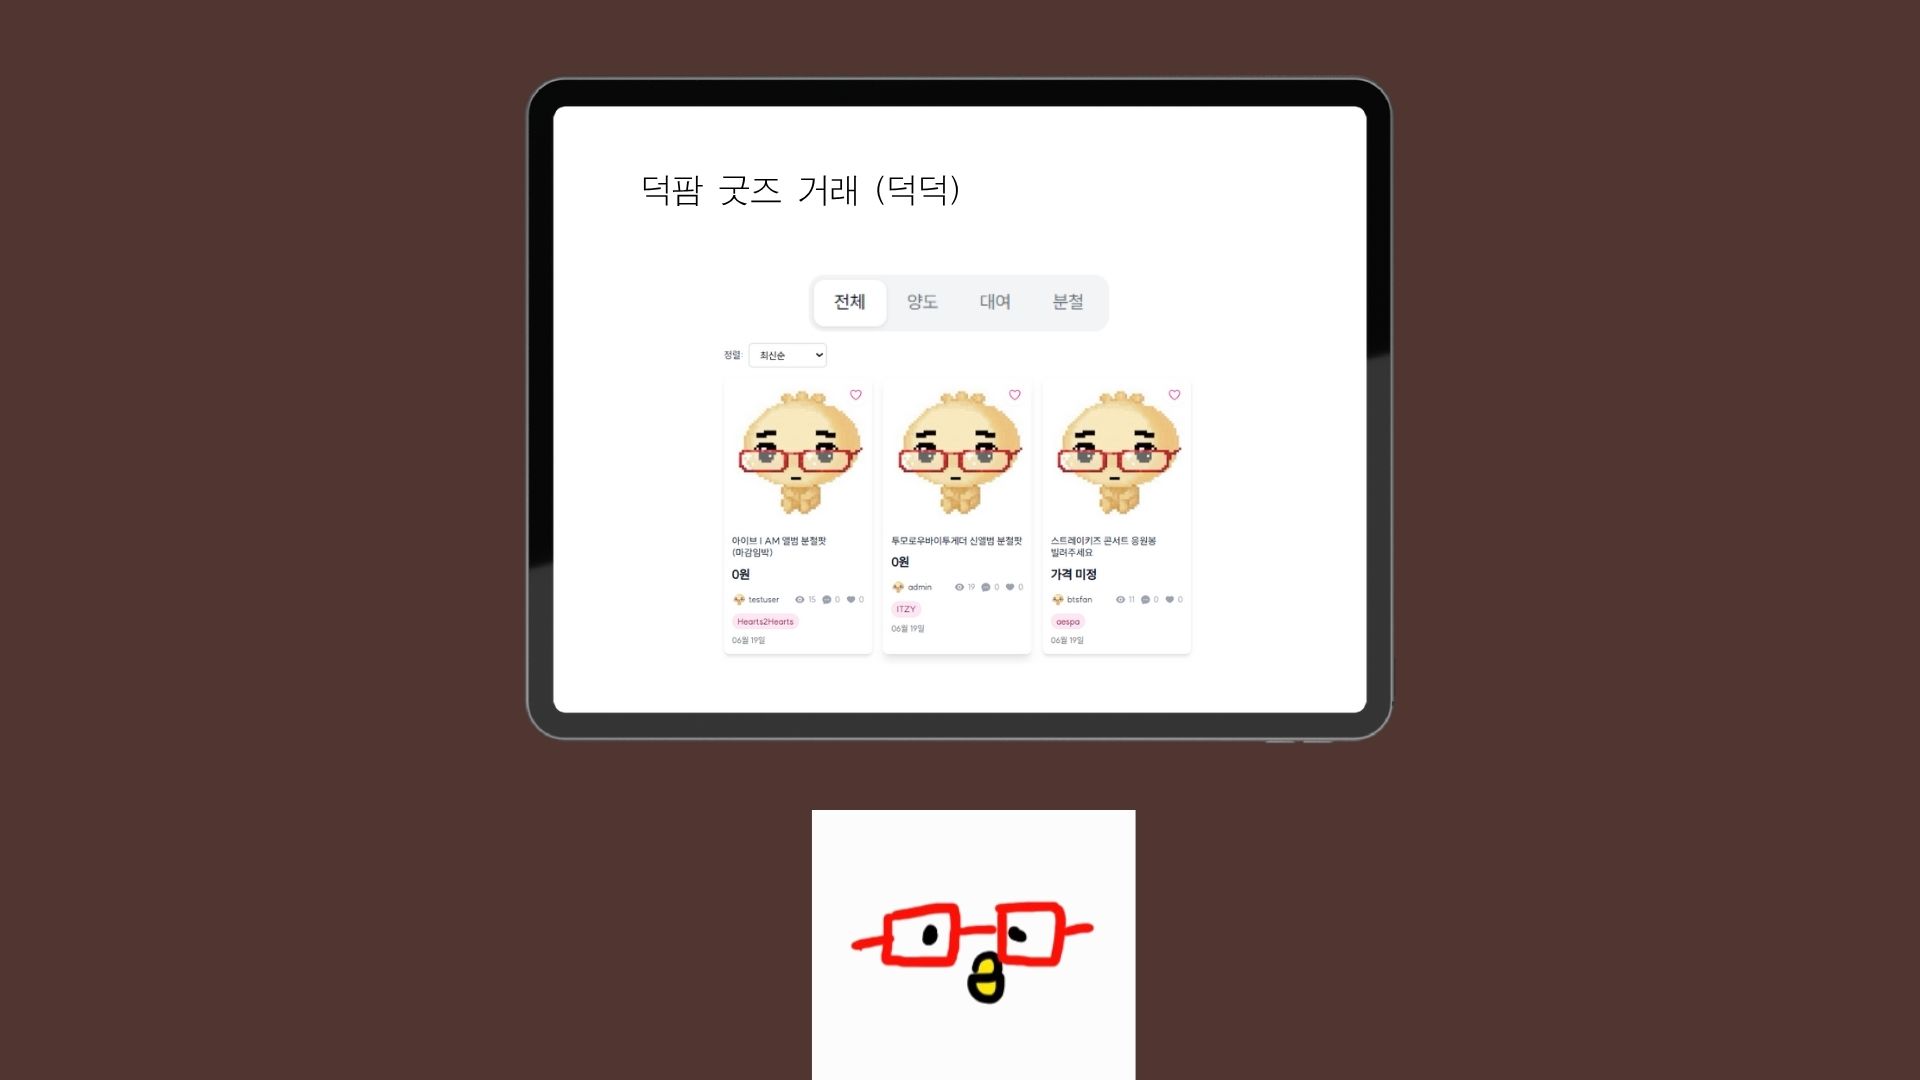 덕팜 굿즈 거래 (덕덕)
전체 양도 대여 분철
정렬: 최신순
아이브 I AM 앨범 분철팟
(마감임박)
0원
testuser 15 0 0
Hearts2Hearts
06월 19일
투모로우바이투게더 신앨범 분철팟
0원
admin 19 0 0
ITZY
06월 19일
스트레이키즈 콘서트 응원봉
빌려주세요
가격 미정
btsfan 11 0 0
aespa
06월 19일